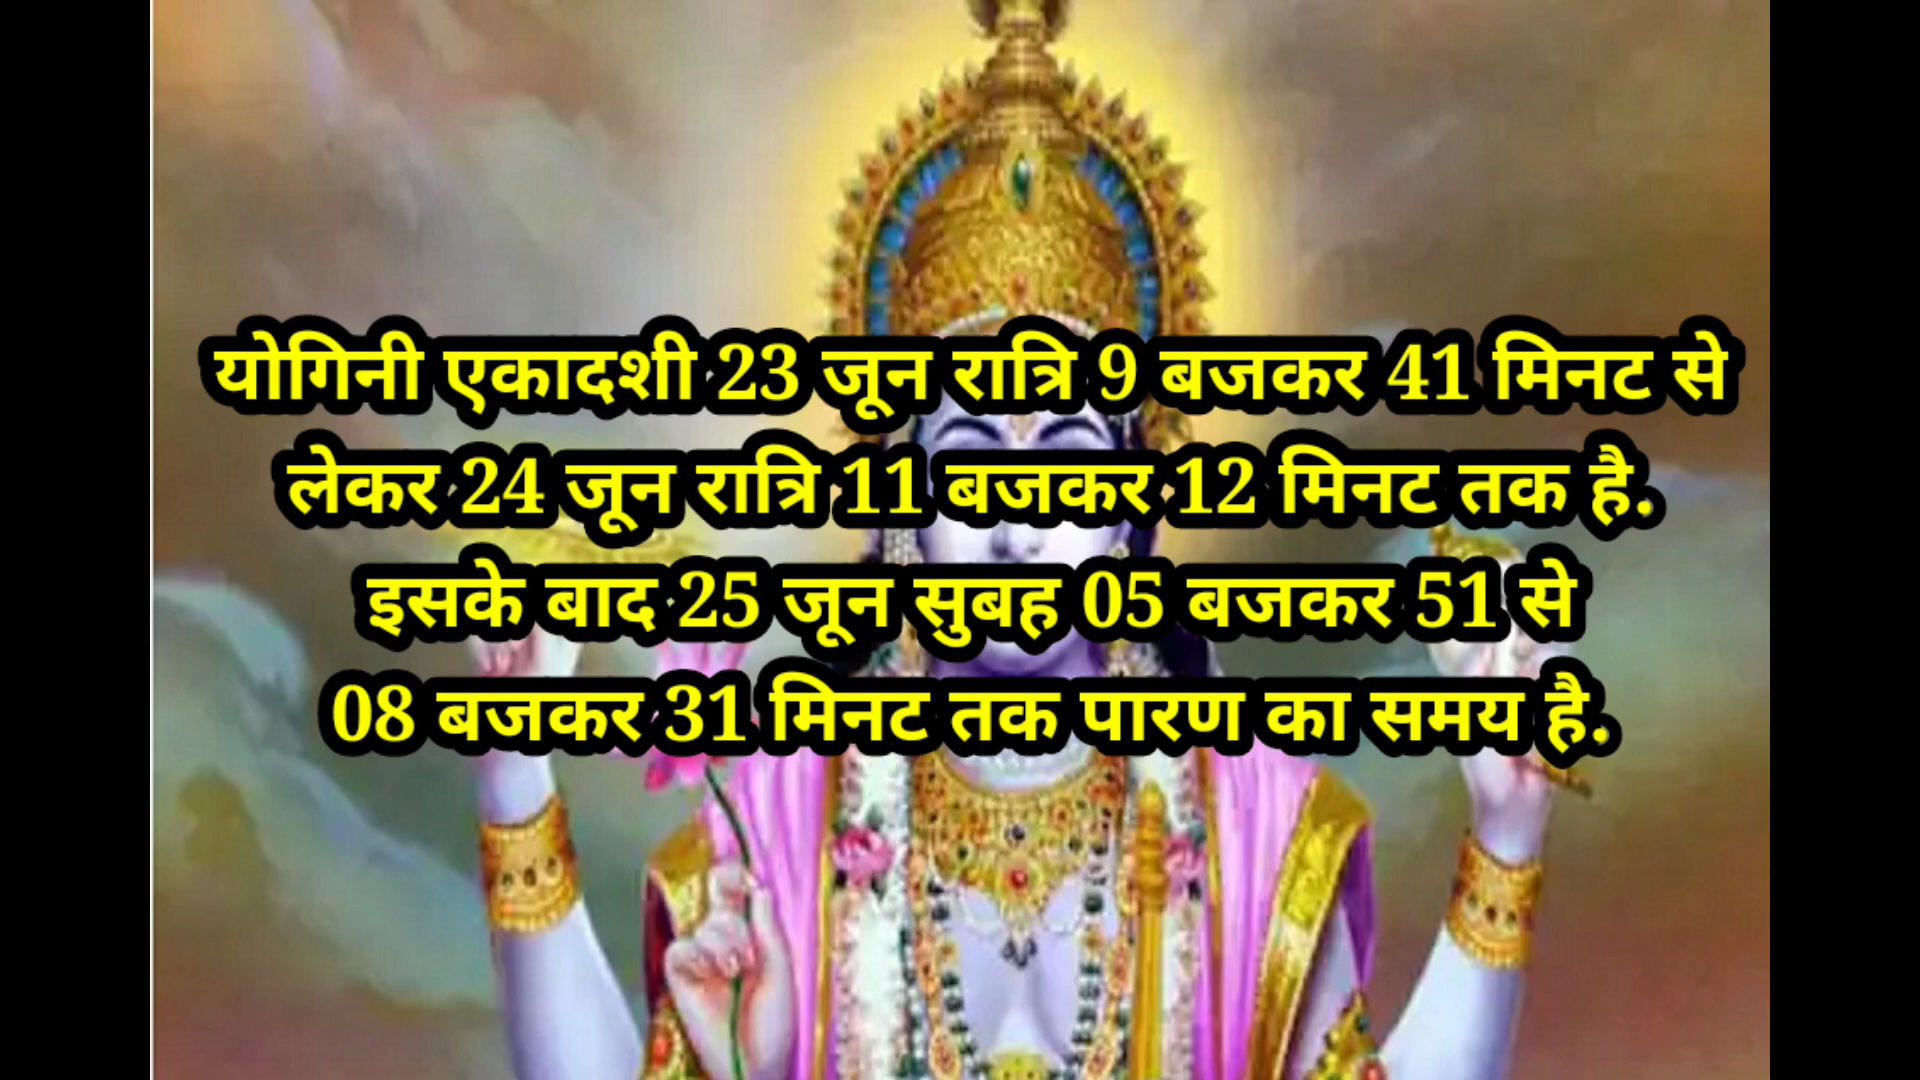 योगिनी एकादशी 23 जून रात्रि 9 बजकर 41 मिनट से
लेकर 24 जून रात्रि 11 बजकर 12 मिनट तक है.
इसके बाद 25 जून सुबह 05 बजकर 51 से
08 बजकर 31 मिनट तक पारण का समय है.